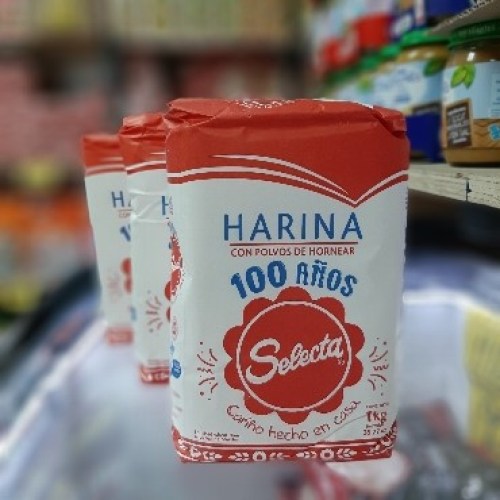 HARINA
CON POLVOS DE HORNEAR
100 AÑOS
Selecta
Cariño hecho en casa
1Kg